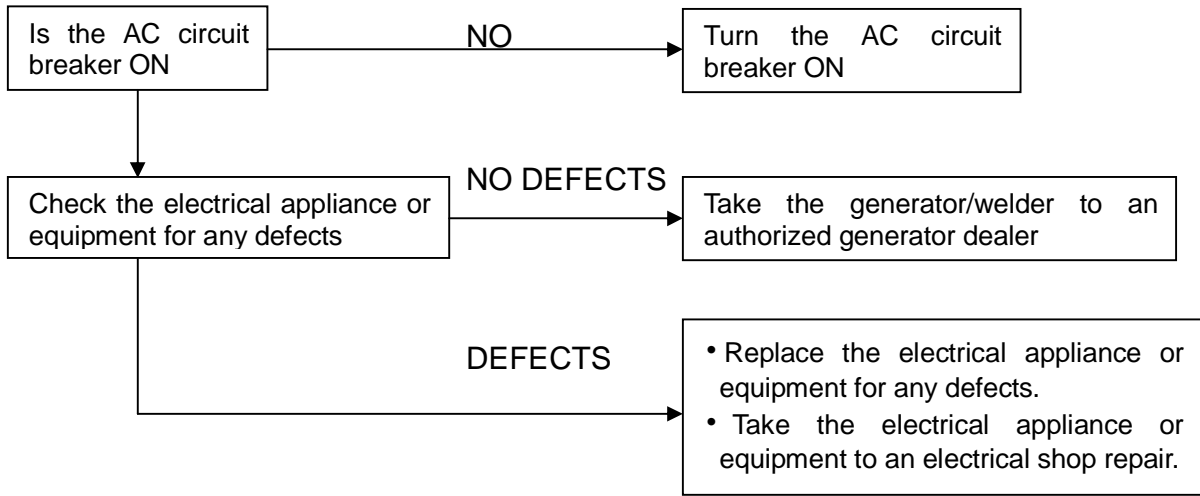 Is the AC circuit
breaker ON
NO
Turn the AC circuit
breaker ON
Check the electrical appliance or
equipment for any defects
NO DEFECTS
Take the generator/welder to an
authorized generator dealer
DEFECTS
• Replace the electrical appliance or
equipment for any defects.
• Take the electrical appliance or
equipment to an electrical shop repair.